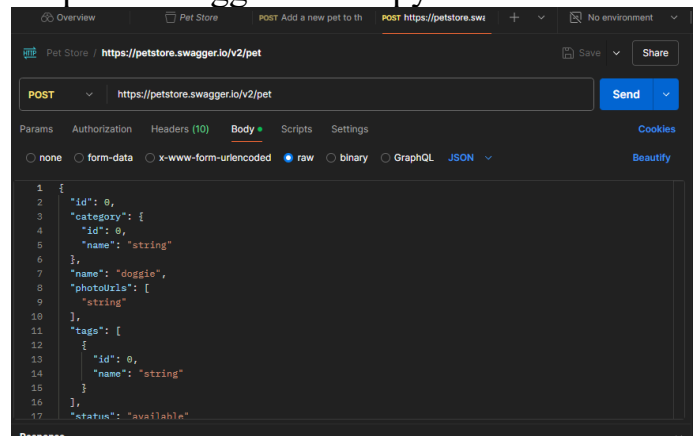 Overview Pet Store POST Add a new pet to th POST https://petstore.swa No environment
HTTP Pet Store / https://petstore.swagger.io/v2/pet Save Share
POST https://petstore.swagger.io/v2/pet Send
Params Authorization Headers (10) Body Scripts Settings Cookies
none form-data x-www-form-urlencoded raw binary GraphQL JSON Beautify
1 {
2 "id": 0,
3 "category": {
4 "id": 0,
5 "name": "string"
6 },
7 "name": "doggie",
8 "photoUrls": [
9 "string"
10 ],
11 "tags": [
12 {
13 "id": 0,
14 "name": "string"
15 }
16 ],
17 "status": "available"